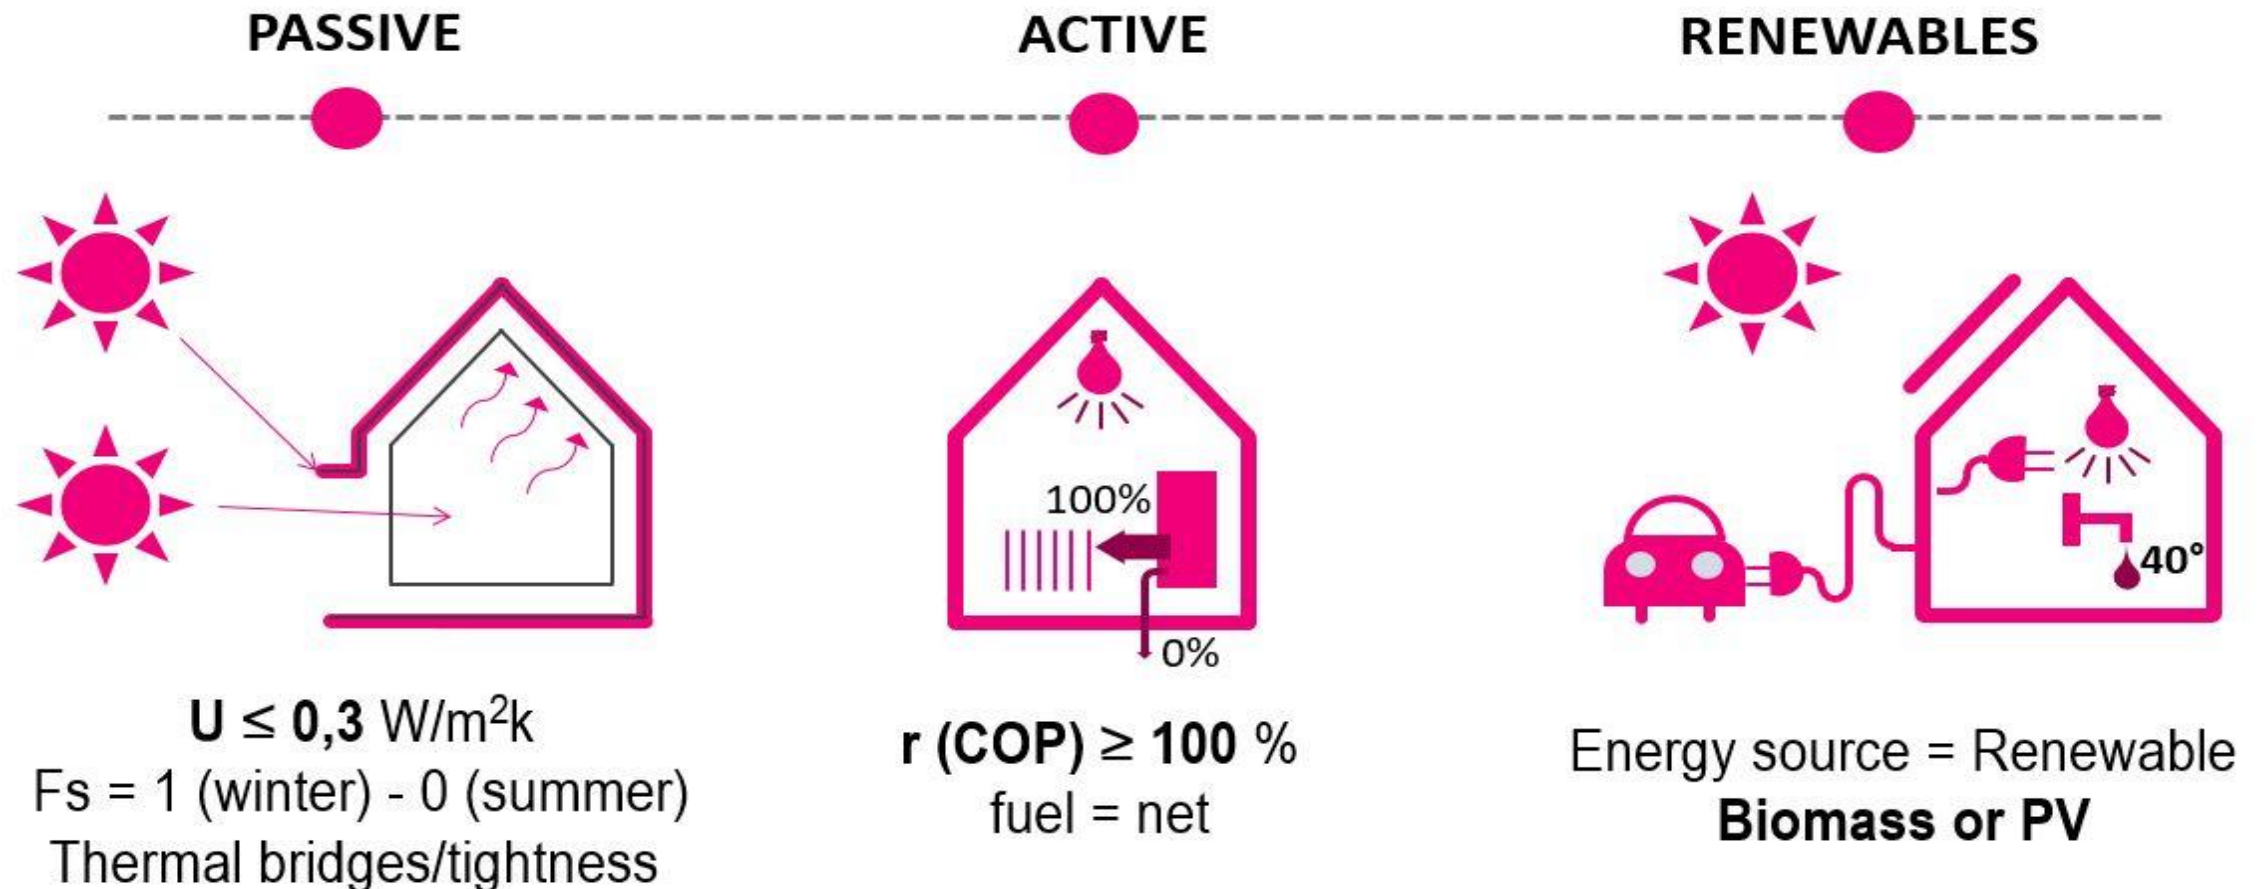 PASSIVE
ACTIVE
RENEWABLES
100%
0%
40°
U ≤ 0,3 W/m²k
Fs = 1 (winter) - 0 (summer)
Thermal bridges/tightness
r (COP) ≥ 100 %
fuel = net
Energy source = Renewable
Biomass or PV